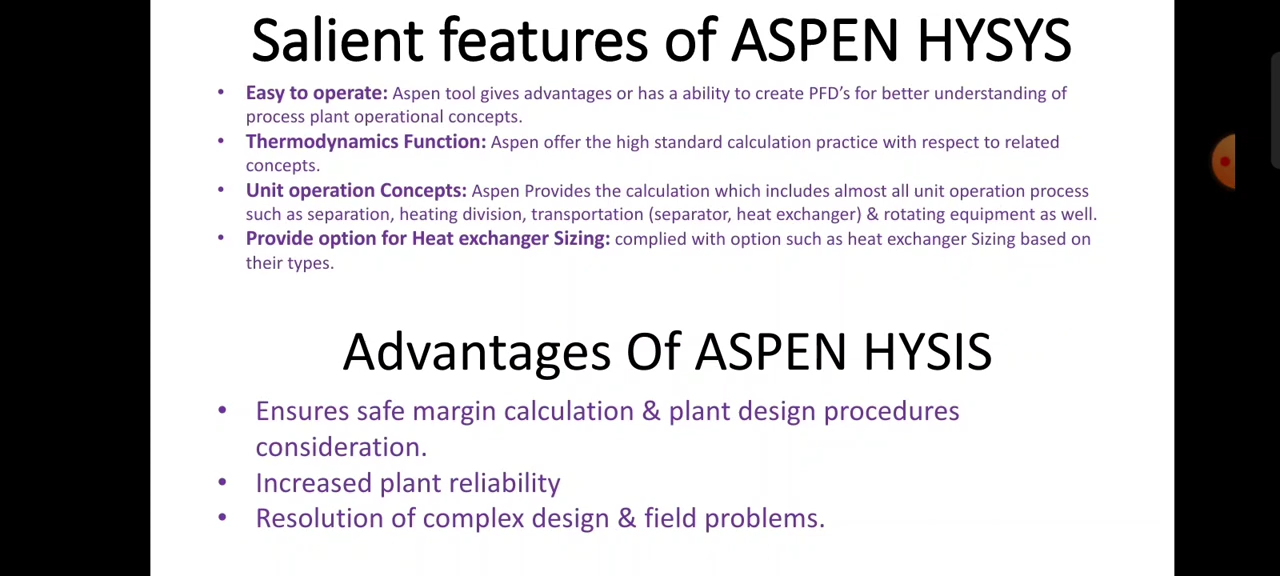 Salient features of ASPEN HYSYS
• Easy to operate: Aspen tool gives advantages or has a ability to create PFD's for better understanding of
process plant operational concepts.
• Thermodynamics Function: Aspen offer the high standard calculation practice with respect to related
concepts.
• Unit operation Concepts: Aspen Provides the calculation which includes almost all unit operation process
such as separation, heating division, transportation (separator, heat exchanger) & rotating equipment as well.
• Provide option for Heat exchanger Sizing: complied with option such as heat exchanger Sizing based on
their types.
Advantages Of ASPEN HYSIS
• Ensures safe margin calculation & plant design procedures
consideration.
• Increased plant reliability
• Resolution of complex design & field problems.